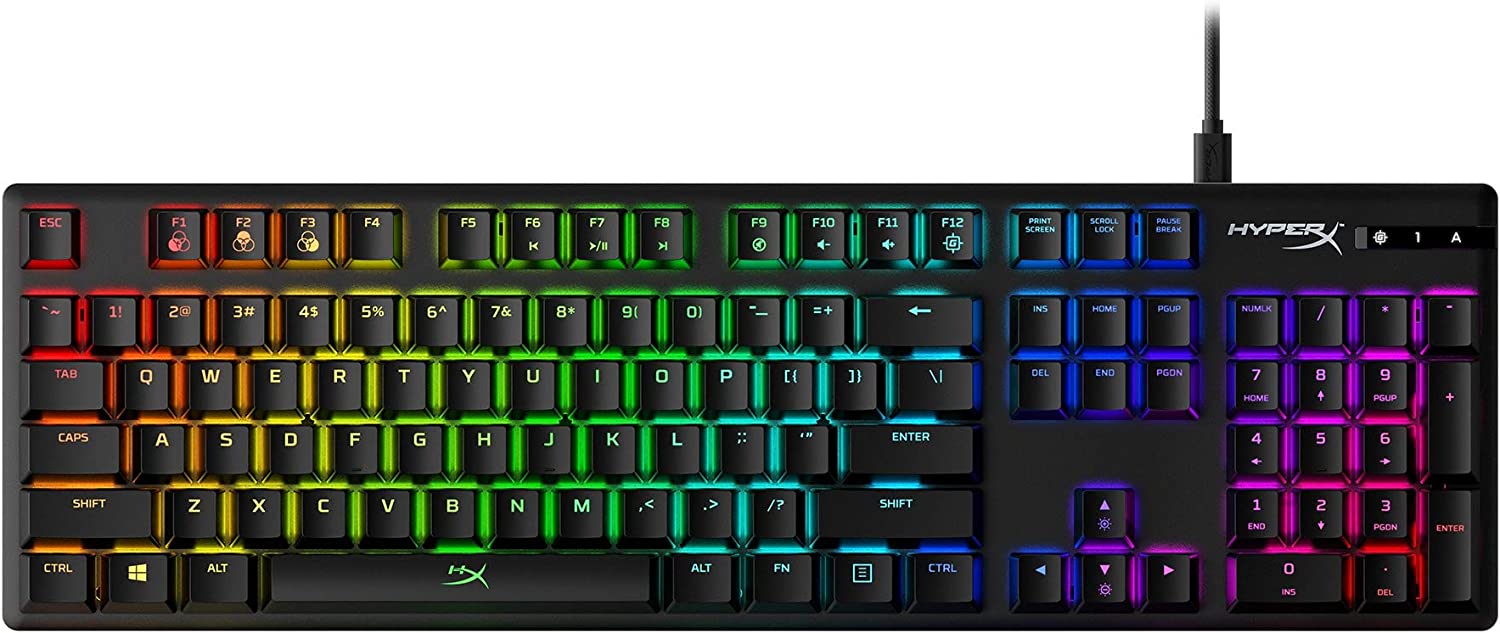 ESC F1 F2 F3 F4 F5 F6 F7 F8 F9 F10 F11 F12 PRINT SCREEN SCROLL LOCK PAUSE BREAK HYPERX™ 1 A
`~ 1! 2@ 3# 4$ 5% 6^ 7& 8* 9( 0) -_ =+ ← INS HOME PGUP NUMLK / * -
TAB Q W E R T Y U I O P [{ ]} \| DEL END PGDN 7 HOME 8 ↑ 9 PGUP +
CAPS A S D F G H J K L ;: '" ENTER 4 ← 5 6 →
SHIFT Z X C V B N M ,< .> /? SHIFT ▲ 1 END 2 ↓ 3 PGDN ENTER
CTRL ALT HX ALT FN CTRL ◄ ▼ ► 0 INS . DEL